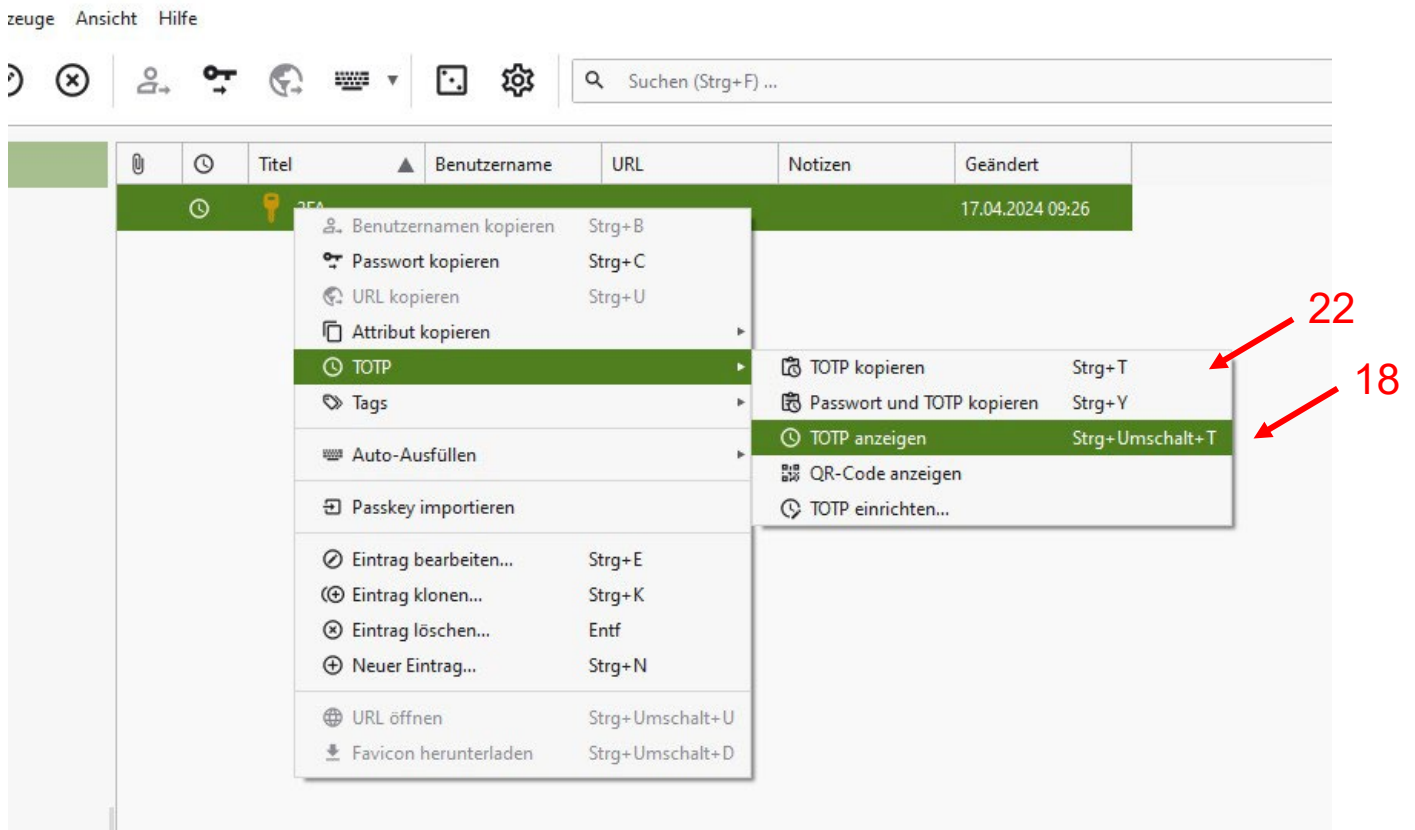 zeuge Ansicht Hilfe
Suchen (Strg+F) ...
Titel Benutzername URL Notizen Geändert
2FA 17.04.2024 09:26
Benutzernamen kopieren Strg+B
Passwort kopieren Strg+C
URL kopieren Strg+U
22
Attribut kopieren
TOTP
TOTP kopieren Strg+T
18
Tags
Passwort und TOTP kopieren Strg+Y
TOTP anzeigen Strg+Umschalt+T
Auto-Ausfüllen
QR-Code anzeigen
Passkey importieren
TOTP einrichten...
Eintrag bearbeiten... Strg+E
Eintrag klonen... Strg+K
Eintrag löschen... Entf
Neuer Eintrag... Strg+N
URL öffnen Strg+Umschalt+U
Favicon herunterladen Strg+Umschalt+D